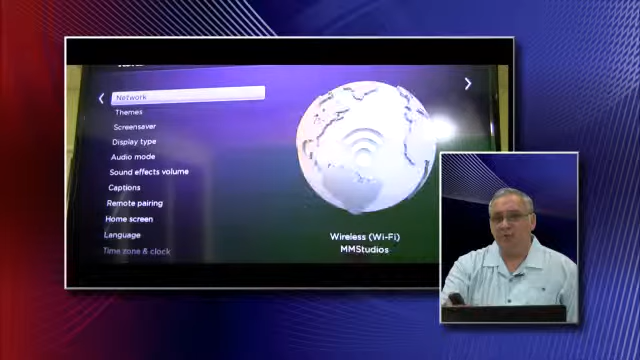 Network
Themes
Screensaver
Display type
Audio mode
Sound effects volume
Captions
Remote pairing
Home screen
Language
Time zone & clock
Wireless (Wi-Fi)
MMStudios